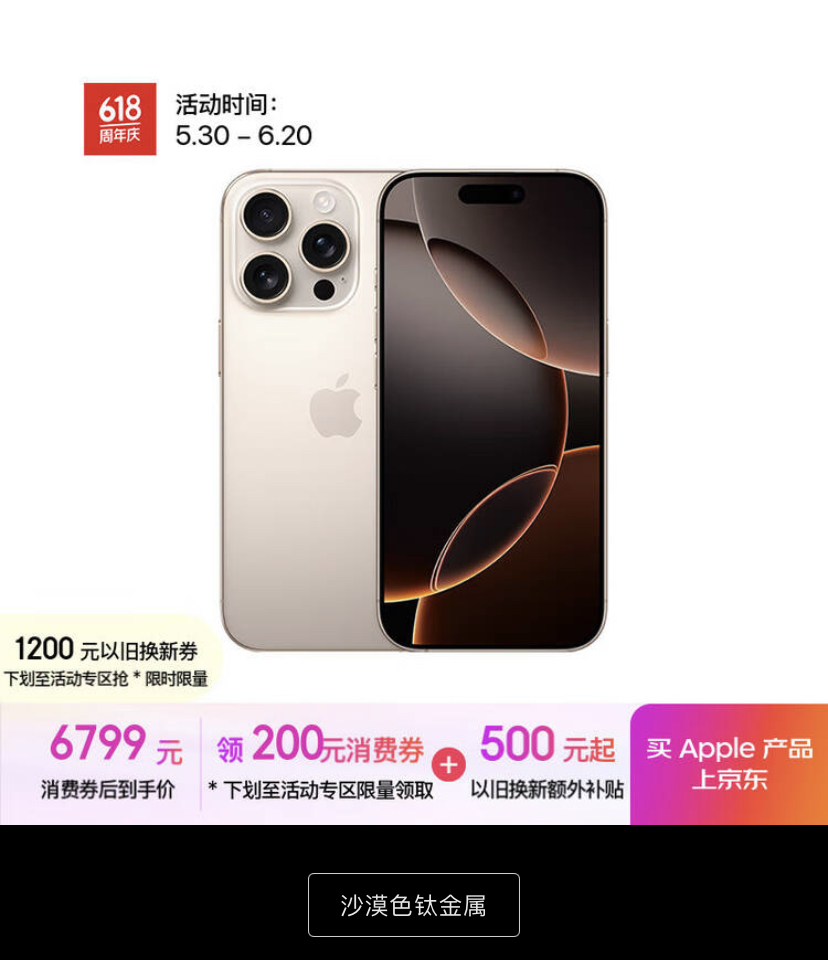 618
周年庆
活动时间：
5.30 – 6.20
1200 元以旧换新券
下划至活动专区抢 * 限时限量
6799 元
消费券后到手价
领 200元消费券
* 下划至活动专区限量领取
+
500 元起
以旧换新额外补贴
买 Apple 产品
上京东
沙漠色钛金属